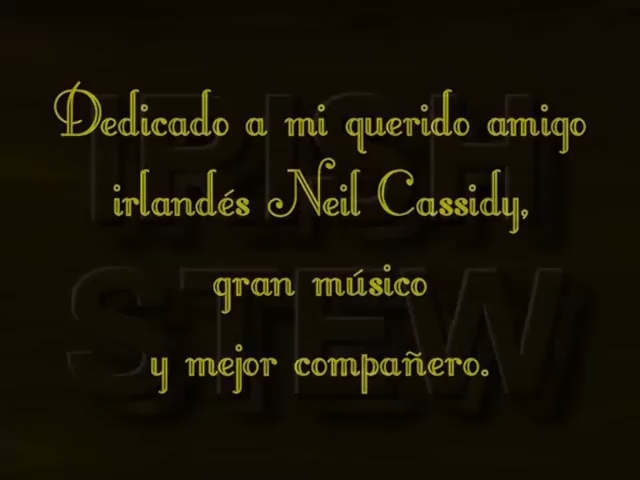 IRISH
STEW
Dedicado a mi querido amigo
irlandés Neil Cassidy,
gran músico
y mejor compañero.